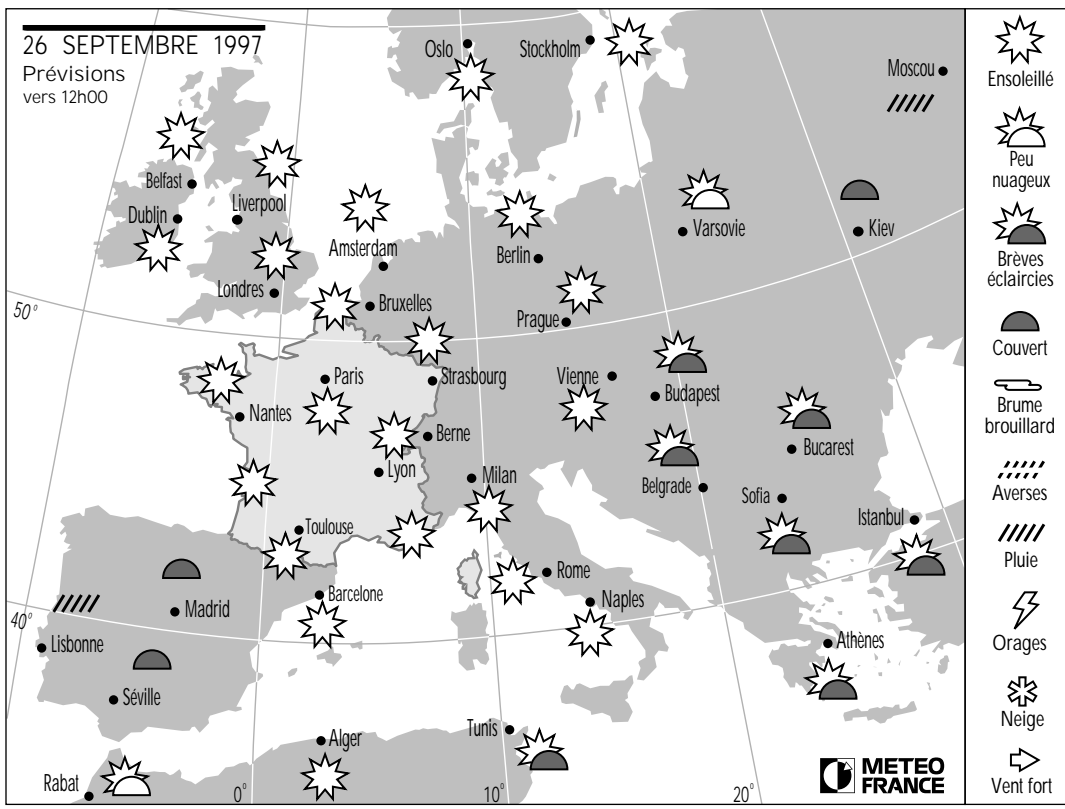 26 SEPTEMBRE 1997
Prévisions
vers 12h00
Oslo
Stockholm
Moscou
Belfast
Dublin
Liverpool
Varsovie
Kiev
Amsterdam
Berlin
Londres
Bruxelles
Prague
50°
Paris
Strasbourg
Vienne
Budapest
Nantes
Berne
Bucarest
Lyon
Milan
Belgrade
Sofia
Istanbul
Toulouse
Rome
Barcelone
Naples
Madrid
40°
Lisbonne
Athènes
Séville
Alger
Tunis
Rabat
0°
10°
20°
METEO
FRANCE
Ensoleillé
Peu
nuageux
Brèves
éclaircies
Couvert
Brume
brouillard
Averses
Pluie
Orages
Neige
Vent fort